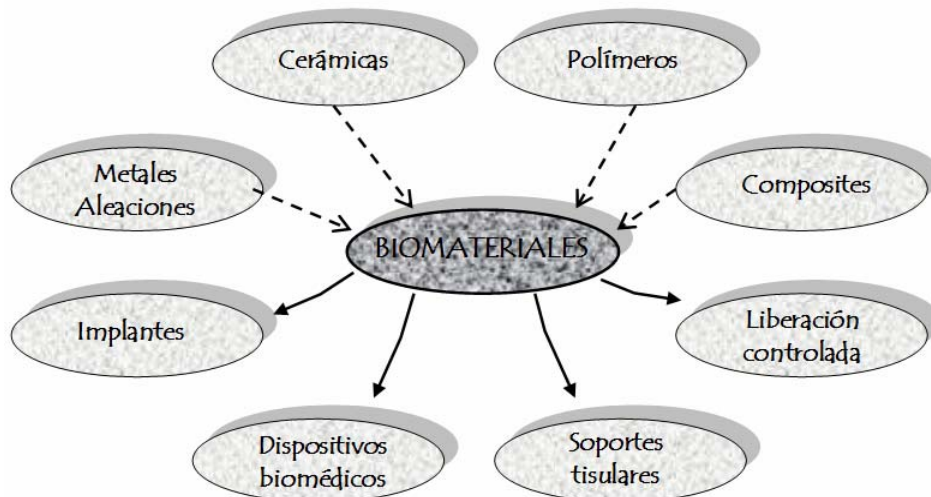 Cerámicas
Polímeros
Metales
Aleaciones
Composites
BIOMATERIALES
Implantes
Liberación
controlada
Dispositivos
biomédicos
Soportes
tisulares